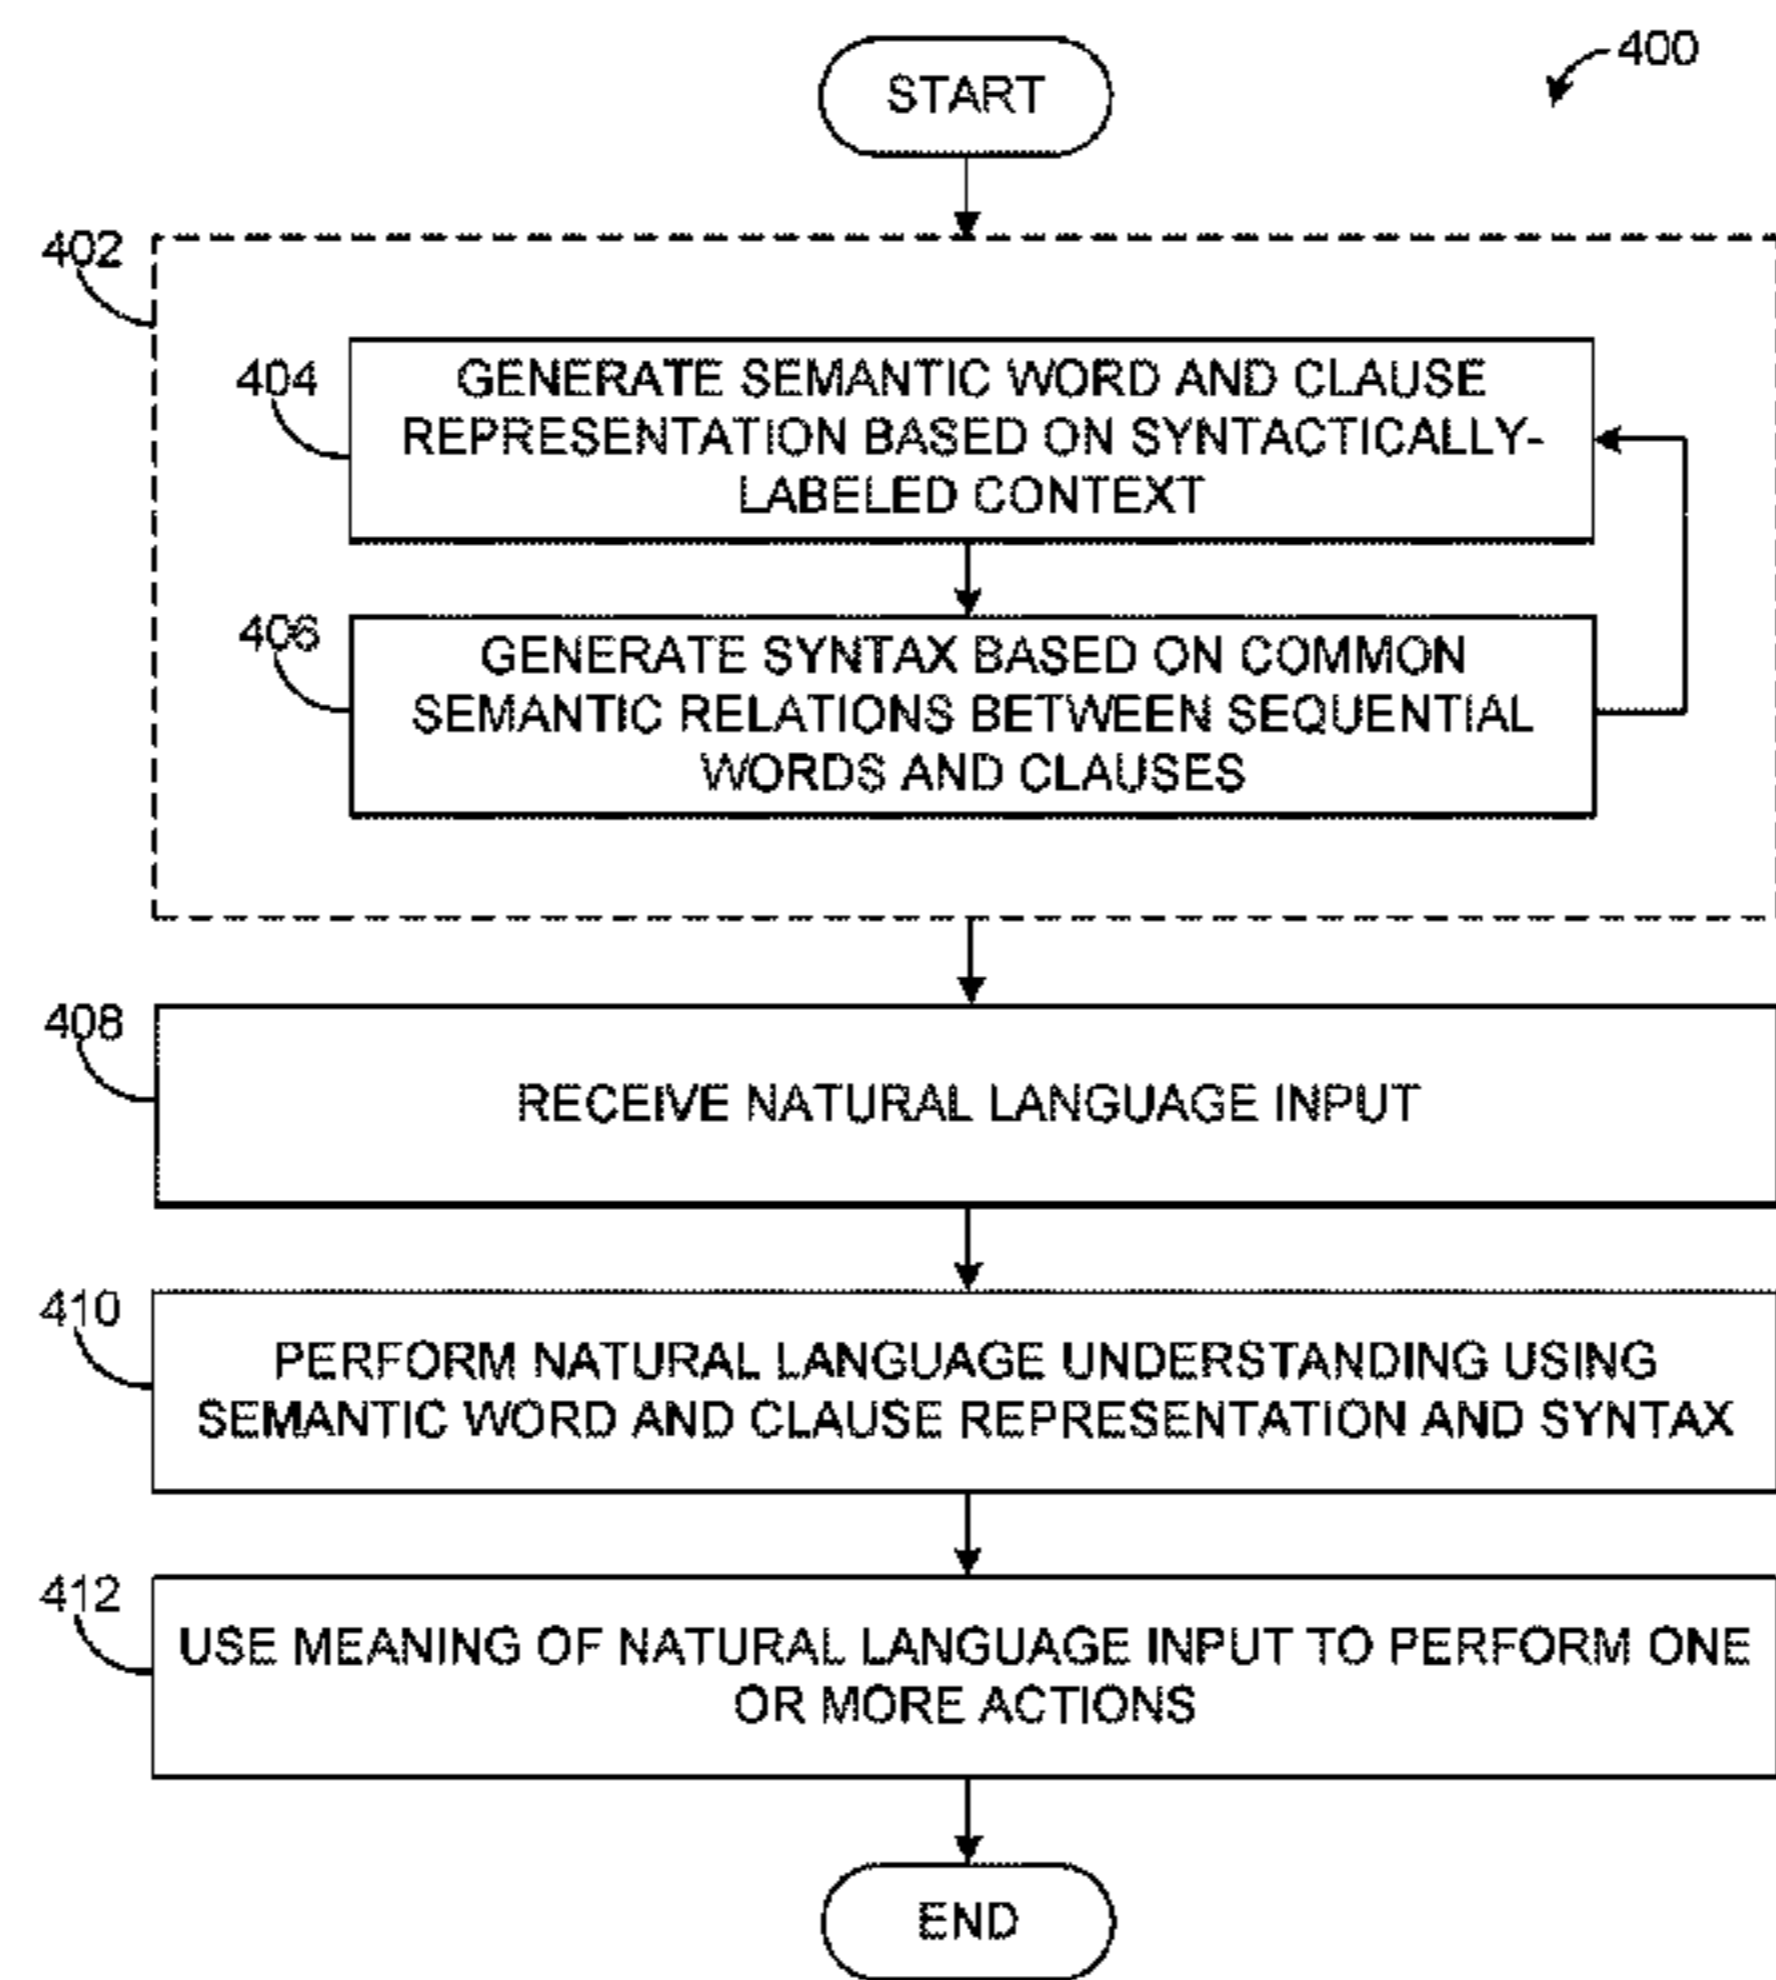 START
400
402
404
GENERATE SEMANTIC WORD AND CLAUSE
REPRESENTATION BASED ON SYNTACTICALLY-
LABELED CONTEXT
406
GENERATE SYNTAX BASED ON COMMON
SEMANTIC RELATIONS BETWEEN SEQUENTIAL
WORDS AND CLAUSES
408
RECEIVE NATURAL LANGUAGE INPUT
410
PERFORM NATURAL LANGUAGE UNDERSTANDING USING
SEMANTIC WORD AND CLAUSE REPRESENTATION AND SYNTAX
412
USE MEANING OF NATURAL LANGUAGE INPUT TO PERFORM ONE
OR MORE ACTIONS
END